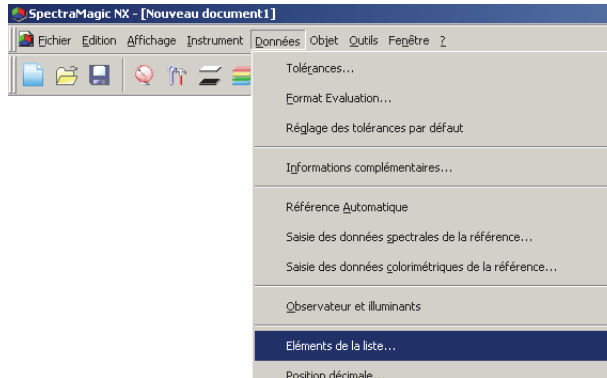 SpectraMagic NX - [Nouveau document1]
Fichier Edition Affichage Instrument Données Objet Outils Fenêtre ?
Tolérances...
Format Evaluation...
Réglage des tolérances par défaut
Informations complémentaires...
Référence Automatique
Saisie des données spectrales de la référence...
Saisie des données colorimétriques de la référence...
Observateur et illuminants
Eléments de la liste...
Position décimale...